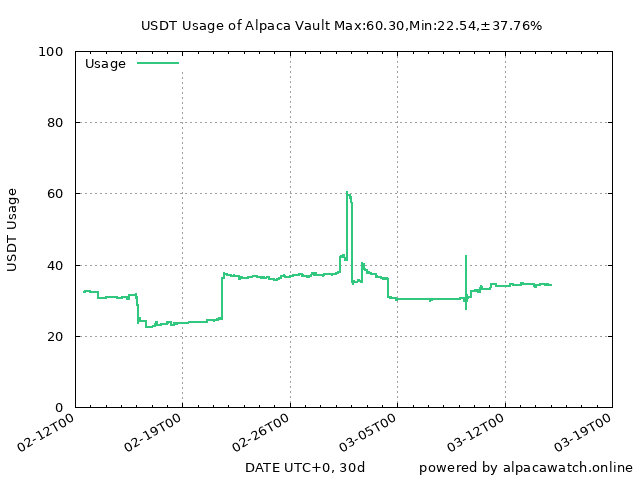 USDT Usage of Alpaca Vault Max:60.30,Min:22.54,±37.76%
Usage
100
80
60
40
20
0
USDT Usage
02-12T00
02-19T00
02-26T00
03-05T00
03-12T00
03-19T00
DATE UTC+0, 30d
powered by alpacawatch.online